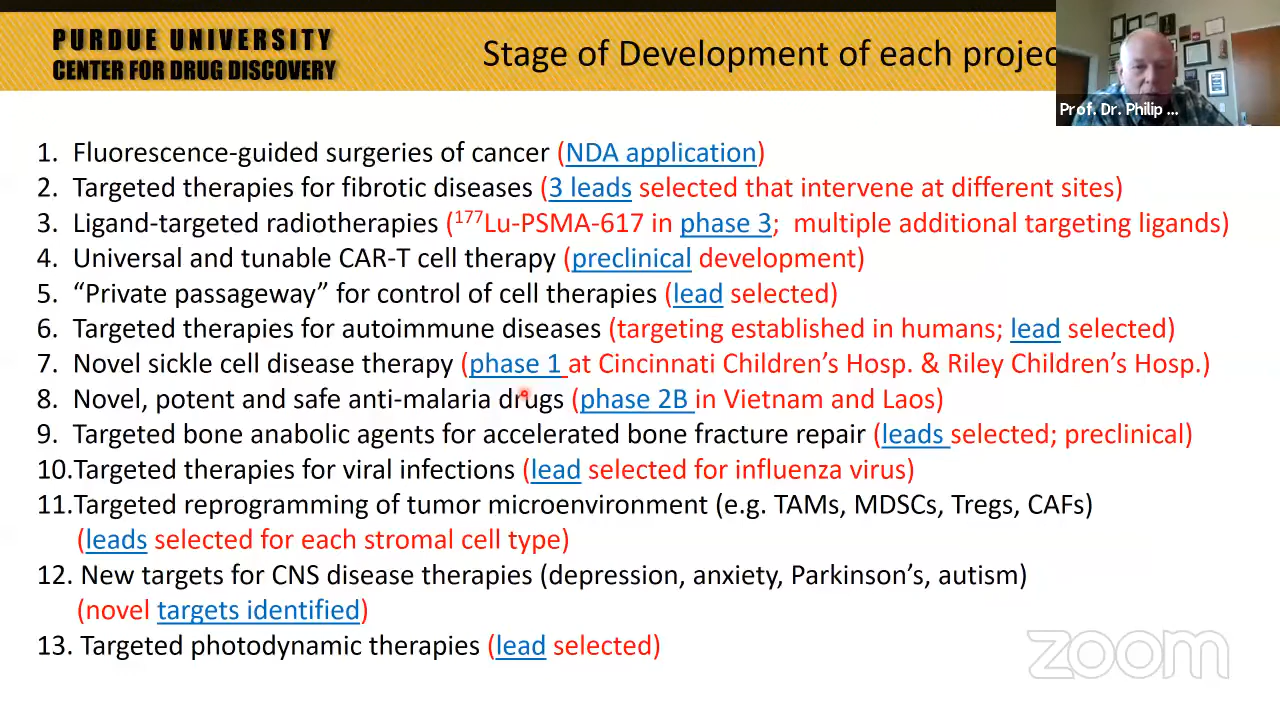 PURDUE UNIVERSITY
CENTER FOR DRUG DISCOVERY
Stage of Development of each projec
Prof. Dr. Philip ...
1. Fluorescence-guided surgeries of cancer (NDA application)
2. Targeted therapies for fibrotic diseases (3 leads selected that intervene at different sites)
3. Ligand-targeted radiotherapies (¹⁷⁷Lu-PSMA-617 in phase 3; multiple additional targeting ligands)
4. Universal and tunable CAR-T cell therapy (preclinical development)
5. “Private passageway” for control of cell therapies (lead selected)
6. Targeted therapies for autoimmune diseases (targeting established in humans; lead selected)
7. Novel sickle cell disease therapy (phase 1 at Cincinnati Children’s Hosp. & Riley Children’s Hosp.)
8. Novel, potent and safe anti-malaria drugs (phase 2B in Vietnam and Laos)
9. Targeted bone anabolic agents for accelerated bone fracture repair (leads selected; preclinical)
10.Targeted therapies for viral infections (lead selected for influenza virus)
11.Targeted reprogramming of tumor microenvironment (e.g. TAMs, MDSCs, Tregs, CAFs)
(leads selected for each stromal cell type)
12. New targets for CNS disease therapies (depression, anxiety, Parkinson’s, autism)
(novel targets identified)
13. Targeted photodynamic therapies (lead selected)
zoom